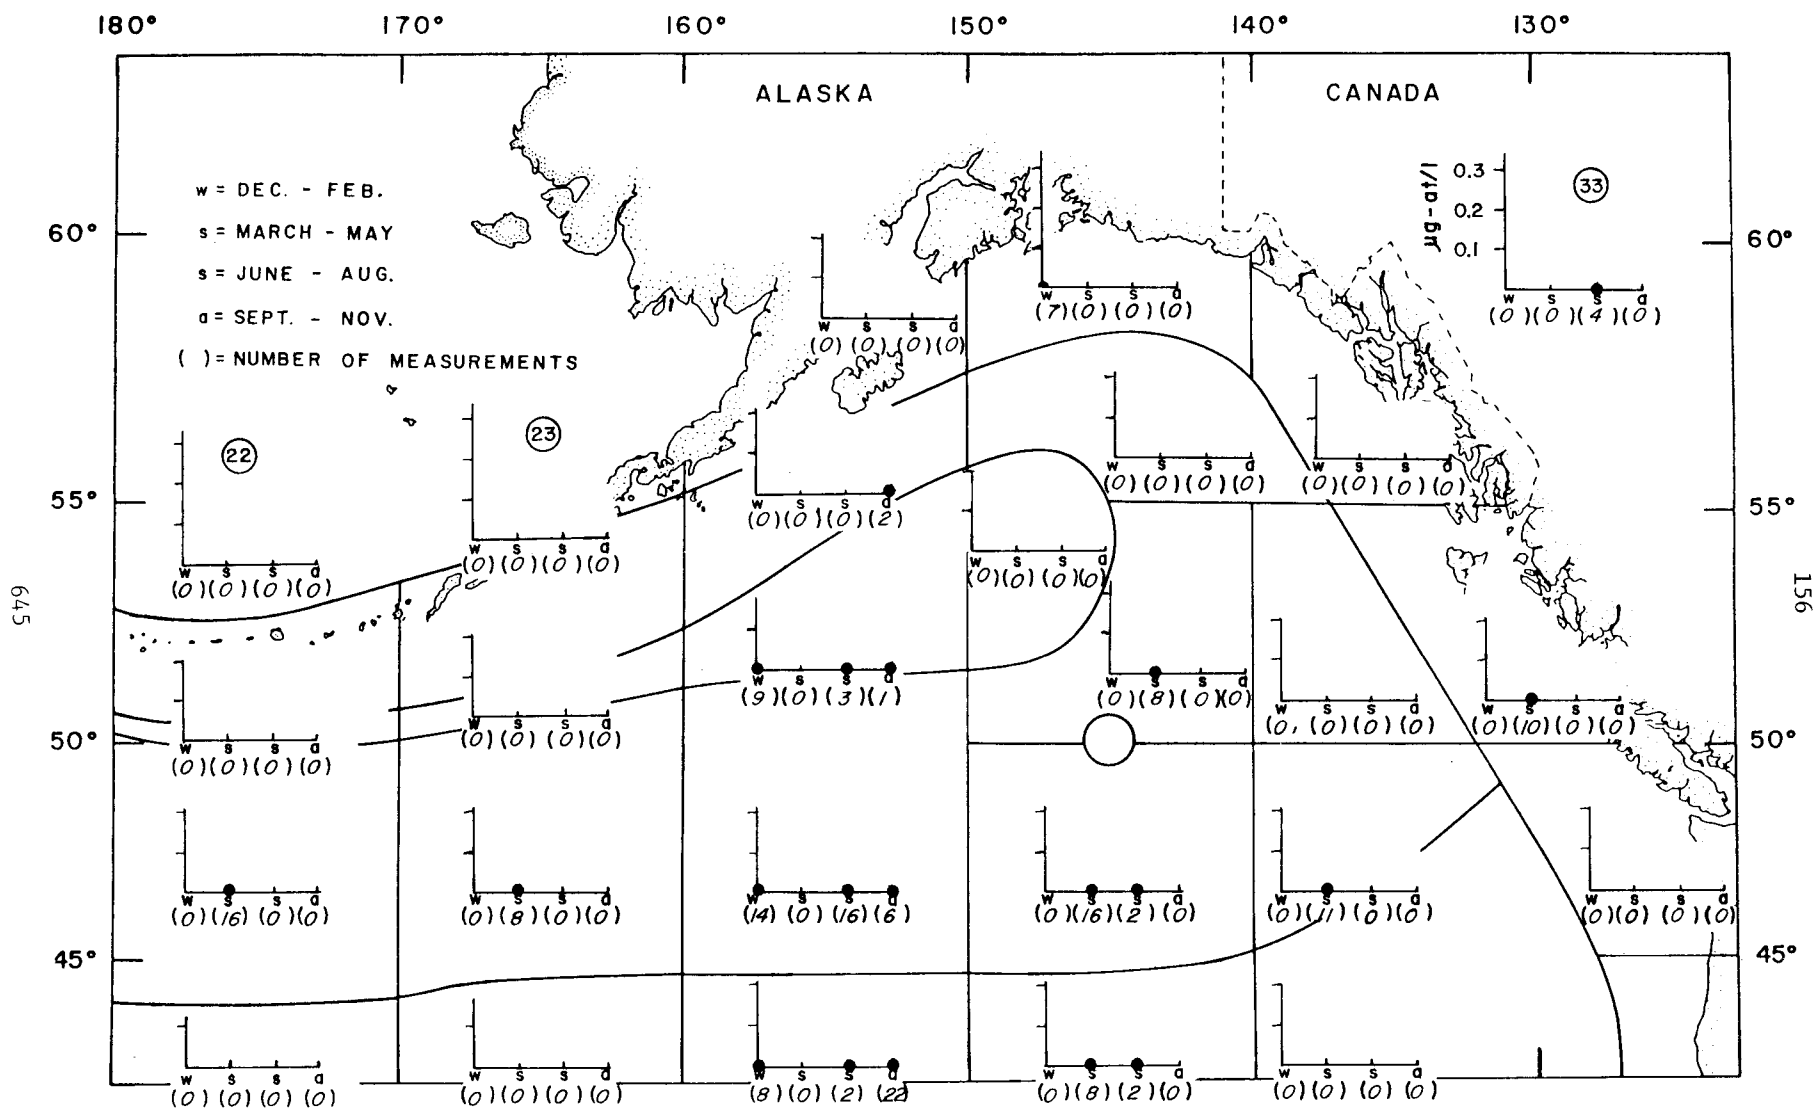 180° 170° 160° 150° 140° 130°
ALASKA CANADA
w = DEC. - FEB.
s = MARCH - MAY
s = JUNE - AUG.
a = SEPT. - NOV.
( ) = NUMBER OF MEASUREMENTS
µg-at/l
0.3
0.2
0.1
33
w s s a
(0)(0)(4)(0)
60° 60°
w s s a
(7)(0)(0)(0)
w s s a
(0)(0)(0)(0)
22
w s s a
(0)(0)(0)(0)
23
w s s a
(0)(0)(0)(0)
w s s a
(0)(0)(0)(2)
w s s a
(0)(0)(0)(0)
w s s a
(0)(0)(0)(0)
w s s a
(0)(0)(0)(0)
55° 55°
645
156
w s s a
(0)(0)(0)(0)
w s s a
(0)(0)(0)(0)
w s s a
(9)(0)(3)(1)
w s s a
(0)(8)(0)(0)
w s s a
(0)(0)(0)(0)
w s s a
(0)(10)(0)(0)
50° 50°
w s s a
(0)(16)(0)(0)
w s s a
(0)(8)(0)(0)
w s s a
(14)(0)(16)(6)
w s s a
(0)(16)(2)(0)
w s s a
(0)(11)(0)(0)
w s s a
(0)(0)(0)(0)
45° 45°
w s s a
(0)(0)(0)(0)
w s s a
(0)(0)(0)(0)
w s s a
(8)(0)(2)(22)
w s s a
(0)(8)(2)(0)
w s s a
(0)(0)(0)(0)